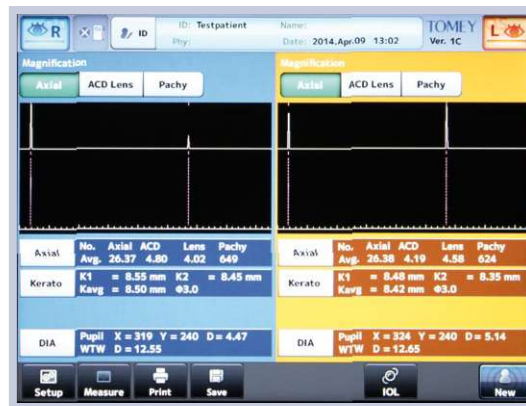 R
ID
ID: Testpatient
Name:
Phy:
Date: 2014.Apr.09 13:02
TOMEY
Ver. 1C
L
Magnification
Axial ACD Lens Pachy
No. Axial ACD Lens Pachy
Axial
Avg. 26.37 4.80 4.02 649
Kerato
K1 = 8.55 mm K2 = 8.45 mm
Kavg = 8.50 mm Φ3.0
DIA
Pupil X = 319 Y = 240 D = 4.47
WTW D = 12.55
Magnification
Axial ACD Lens Pachy
No. Axial ACD Lens Pachy
Axial
Avg. 26.38 4.19 4.58 624
Kerato
K1 = 8.48 mm K2 = 8.35 mm
Kavg = 8.42 mm Φ3.0
DIA
Pupil X = 324 Y = 240 D = 5.14
WTW D = 12.65
Setup Measure Print Save IOL New